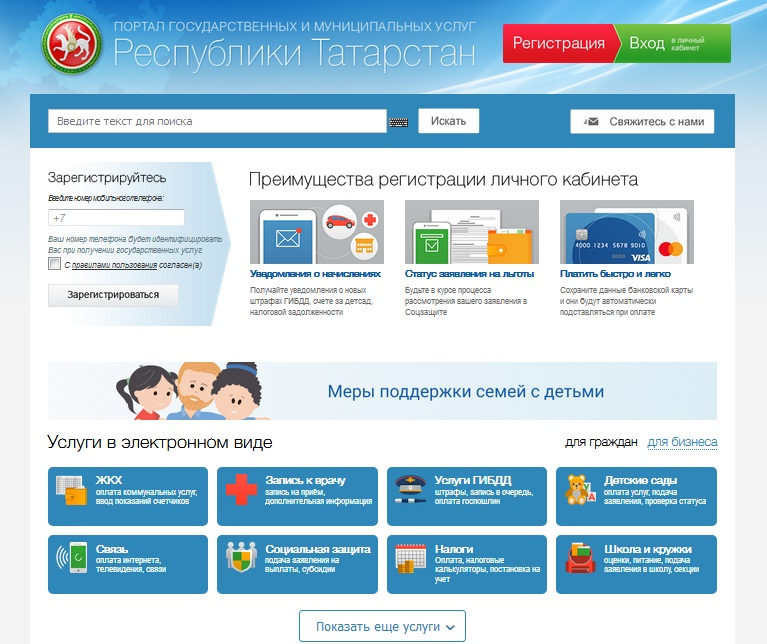 ПОРТАЛ ГОСУДАРСТВЕННЫХ И МУНИЦИПАЛЬНЫХ УСЛУГ
Республики Татарстан
Регистрация
Вход
в личный
кабинет
Введите текст для поиска
Искать
Свяжитесь с нами
Зарегистрируйтесь
Введите номер мобильного телефона:
+7
Ваш номер телефона будет идентифицировать
Вас при получении государственных услуг
С правилами пользования согласен(а)
Зарегистрироваться
Преимущества регистрации личного кабинета
Уведомления о начислениях
Получайте уведомления о новых
штрафах ГИБДД, счете за детсад,
налоговой задолженности
Статус заявления на льготы
Будьте в курсе процесса
рассмотрения вашего заявления в
Соцзащите
4000 1234 5678 9010
VISA
Платить быстро и легко
Сохраните данные банковской карты
и они будут автоматически
подставляться при оплате
Меры поддержки семей с детьми
Услуги в электронном виде
для граждан
для бизнеса
ЖКХ
оплата коммунальных услуг,
ввод показаний счетчиков
Запись к врачу
запись на приём,
дополнительная информация
Услуги ГИБДД
штрафы, запись в очередь,
оплата госпошлин
Детские сады
оплата услуг, подача
заявления, проверка статуса
Связь
оплата интернета,
телевидения, связи
Социальная защита
подача заявления на
выплаты, субсидии
Налоги
Оплата, налоговые
калькуляторы, постановка на
учет
Школа и кружки
оценки, питание, подача
заявления в школу, секции
Показать еще услуги